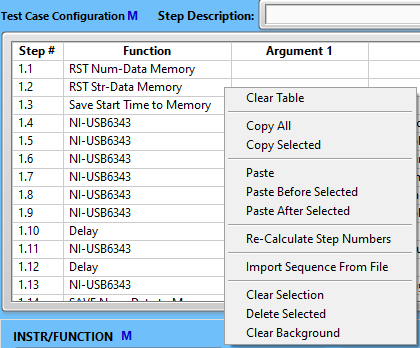 Test Case Configuration M Step Description:
Step # Function Argument 1
1.1 RST Num-Data Memory
1.2 RST Str-Data Memory
1.3 Save Start Time to Memory
1.4 NI-USB6343
1.5 NI-USB6343
1.6 NI-USB6343
1.7 NI-USB6343
1.8 NI-USB6343
1.9 NI-USB6343
1.10 Delay
1.11 NI-USB6343
1.12 Delay
1.13 NI-USB6343
1.14 SAVE
Clear Table
Copy All
Copy Selected
Paste
Paste Before Selected
Paste After Selected
Re-Calculate Step Numbers
Import Sequence From File
Clear Selection
Delete Selected
Clear Background
INSTR/FUNCTION M